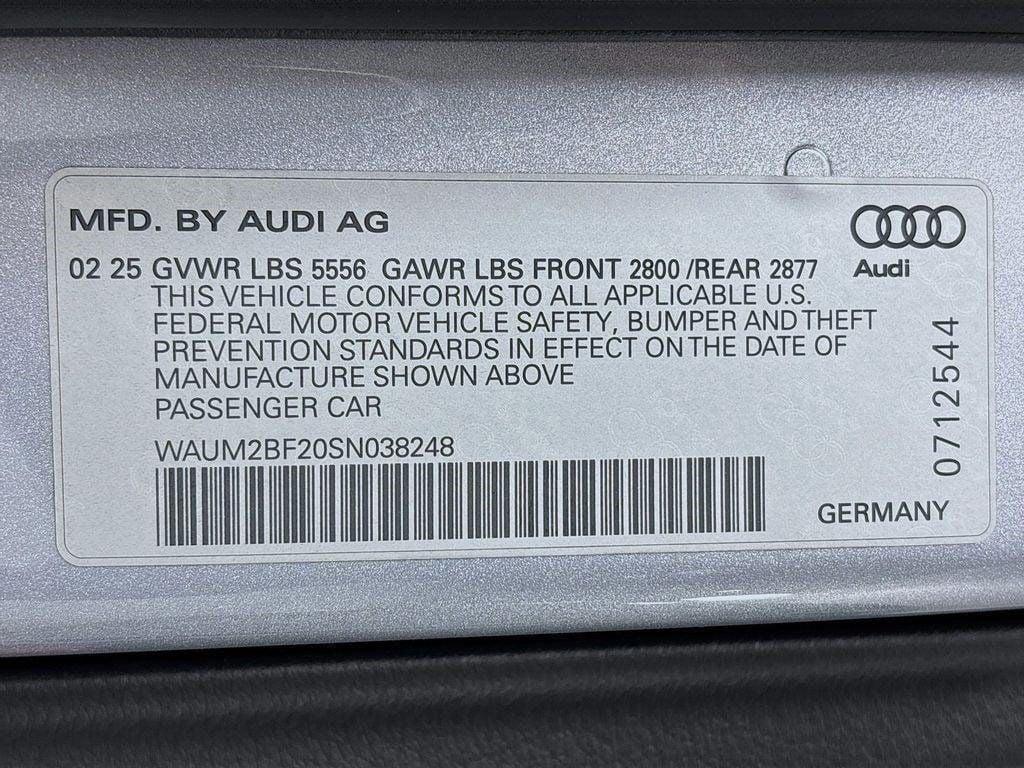 MFD. BY AUDI AG
Audi
02 25 GVWR LBS 5556 GAWR LBS FRONT 2800 /REAR 2877
THIS VEHICLE CONFORMS TO ALL APPLICABLE U.S.
FEDERAL MOTOR VEHICLE SAFETY, BUMPER AND THEFT
PREVENTION STANDARDS IN EFFECT ON THE DATE OF
MANUFACTURE SHOWN ABOVE
PASSENGER CAR
WAUM2BF20SN038248
0712544
GERMANY